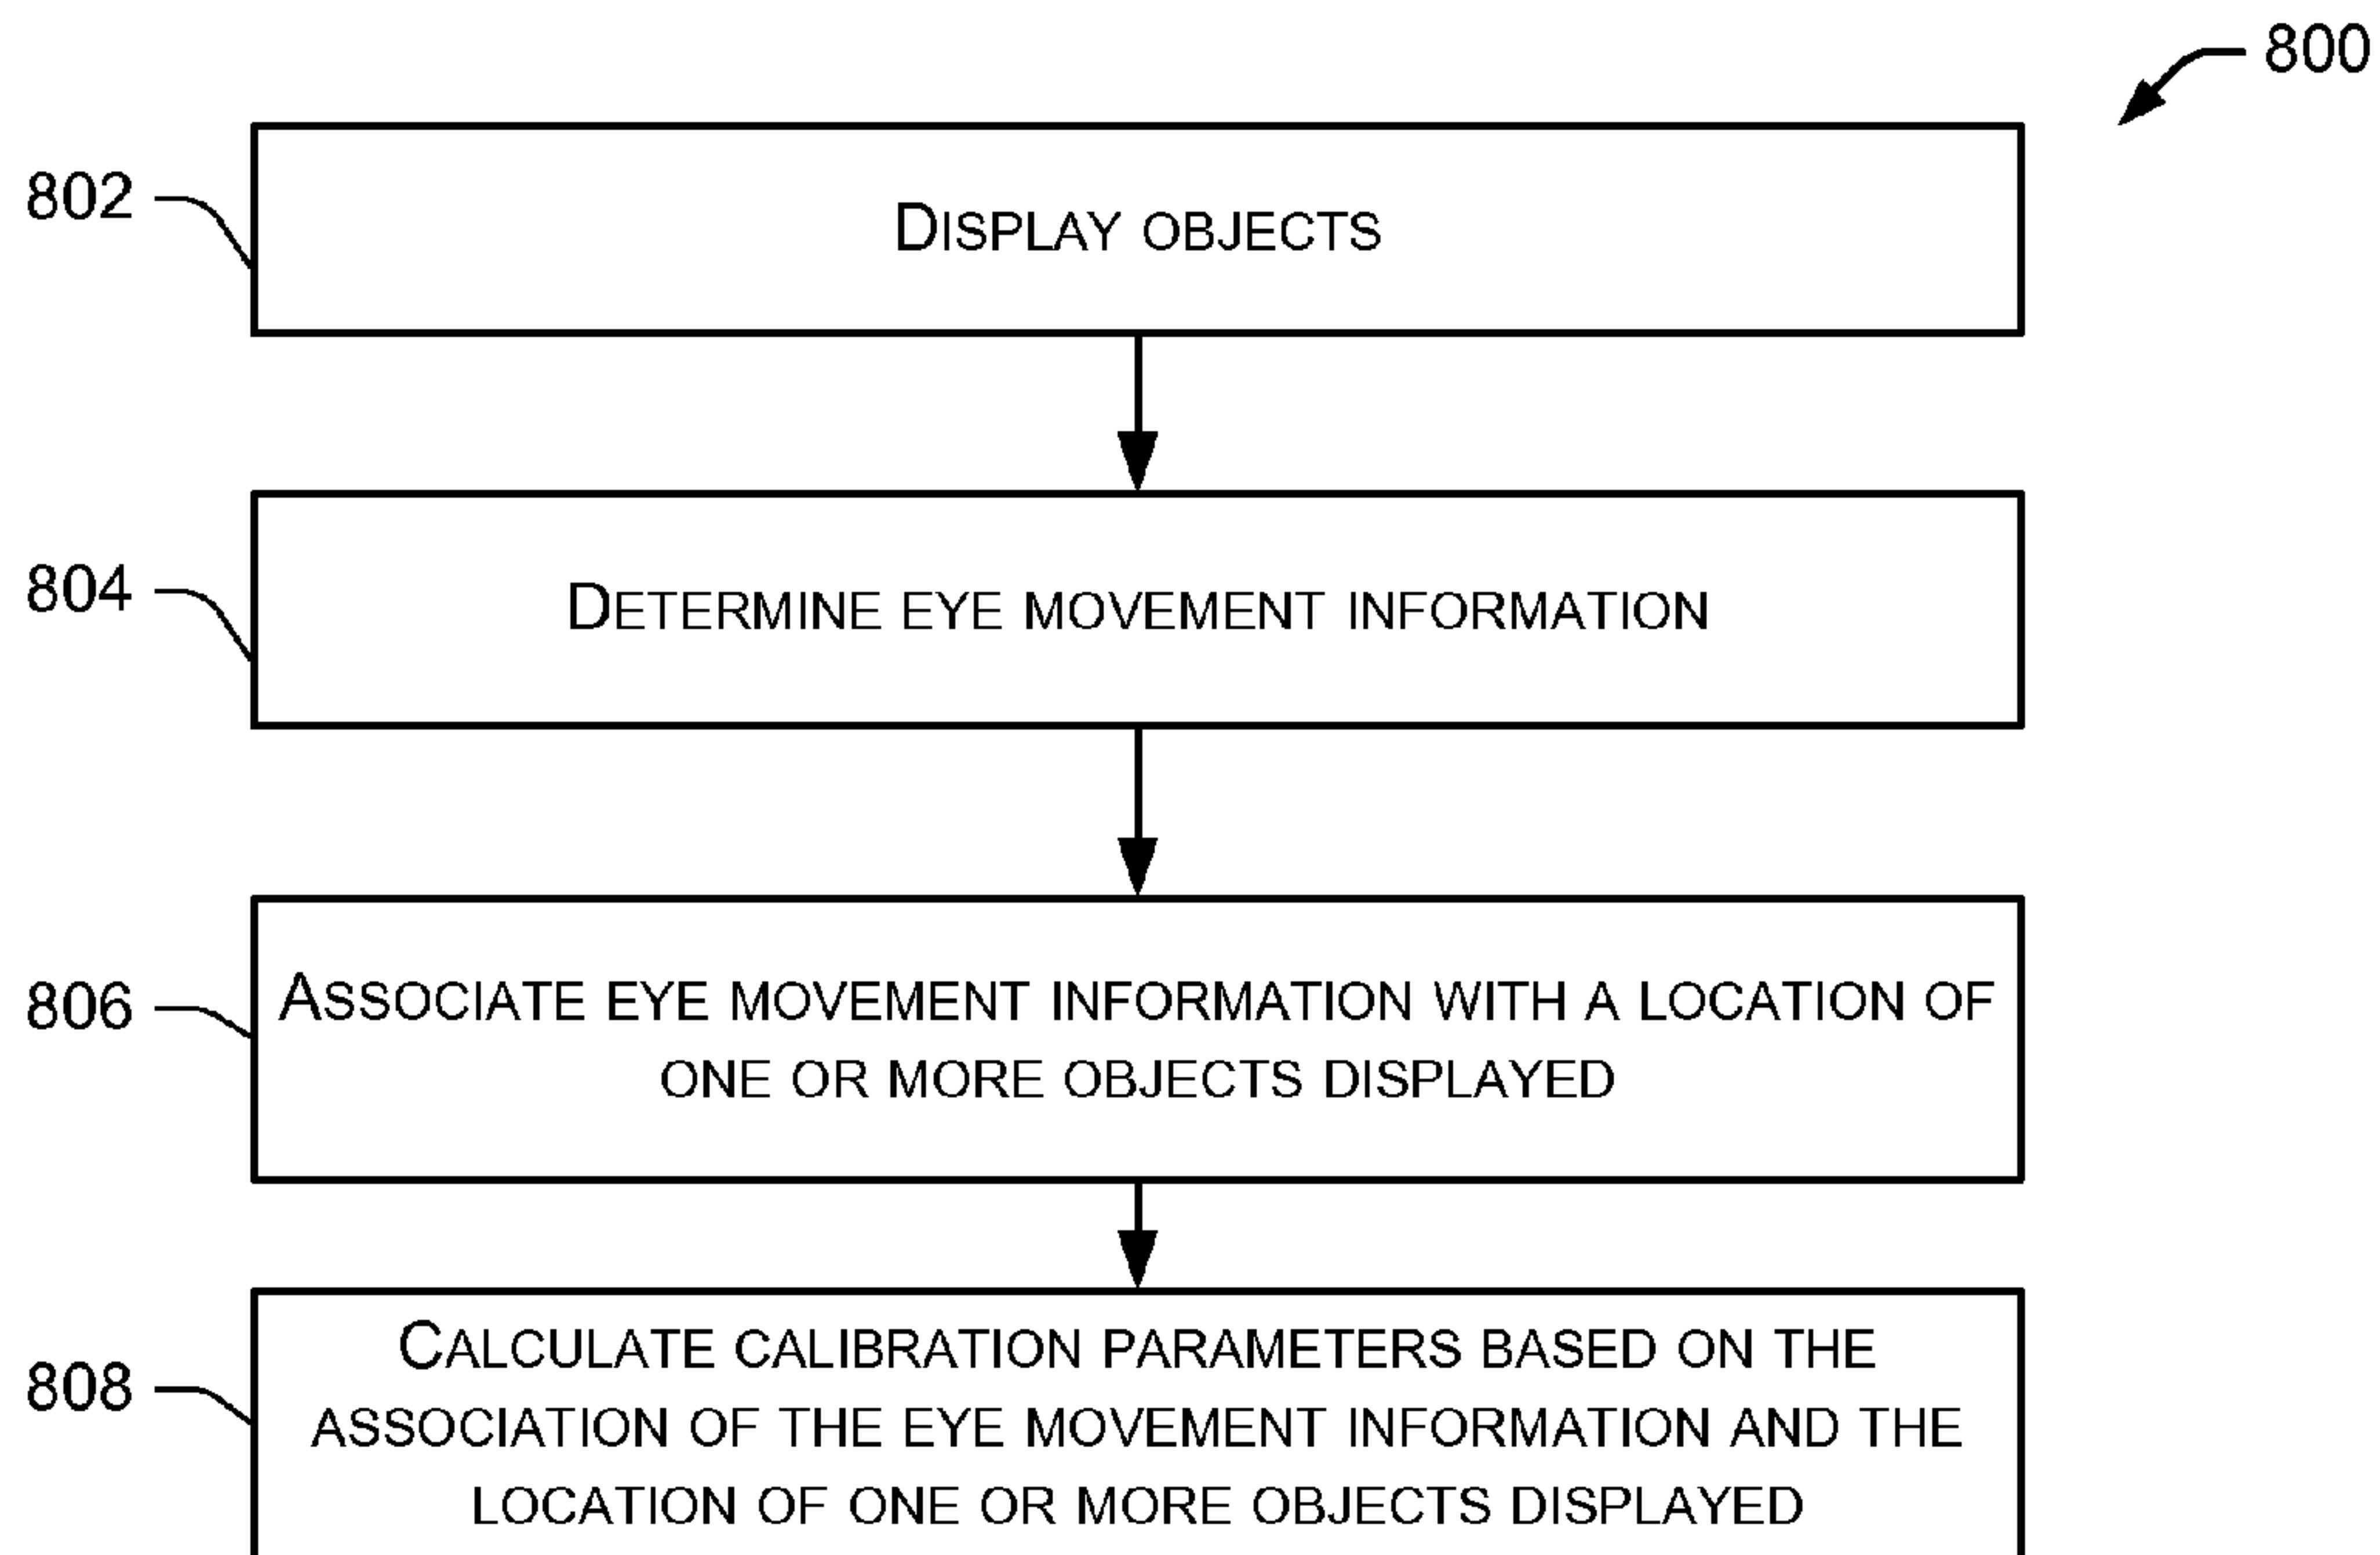 800
802
DISPLAY OBJECTS
804
DETERMINE EYE MOVEMENT INFORMATION
806
ASSOCIATE EYE MOVEMENT INFORMATION WITH A LOCATION OF
ONE OR MORE OBJECTS DISPLAYED
808
CALCULATE CALIBRATION PARAMETERS BASED ON THE
ASSOCIATION OF THE EYE MOVEMENT INFORMATION AND THE
LOCATION OF ONE OR MORE OBJECTS DISPLAYED